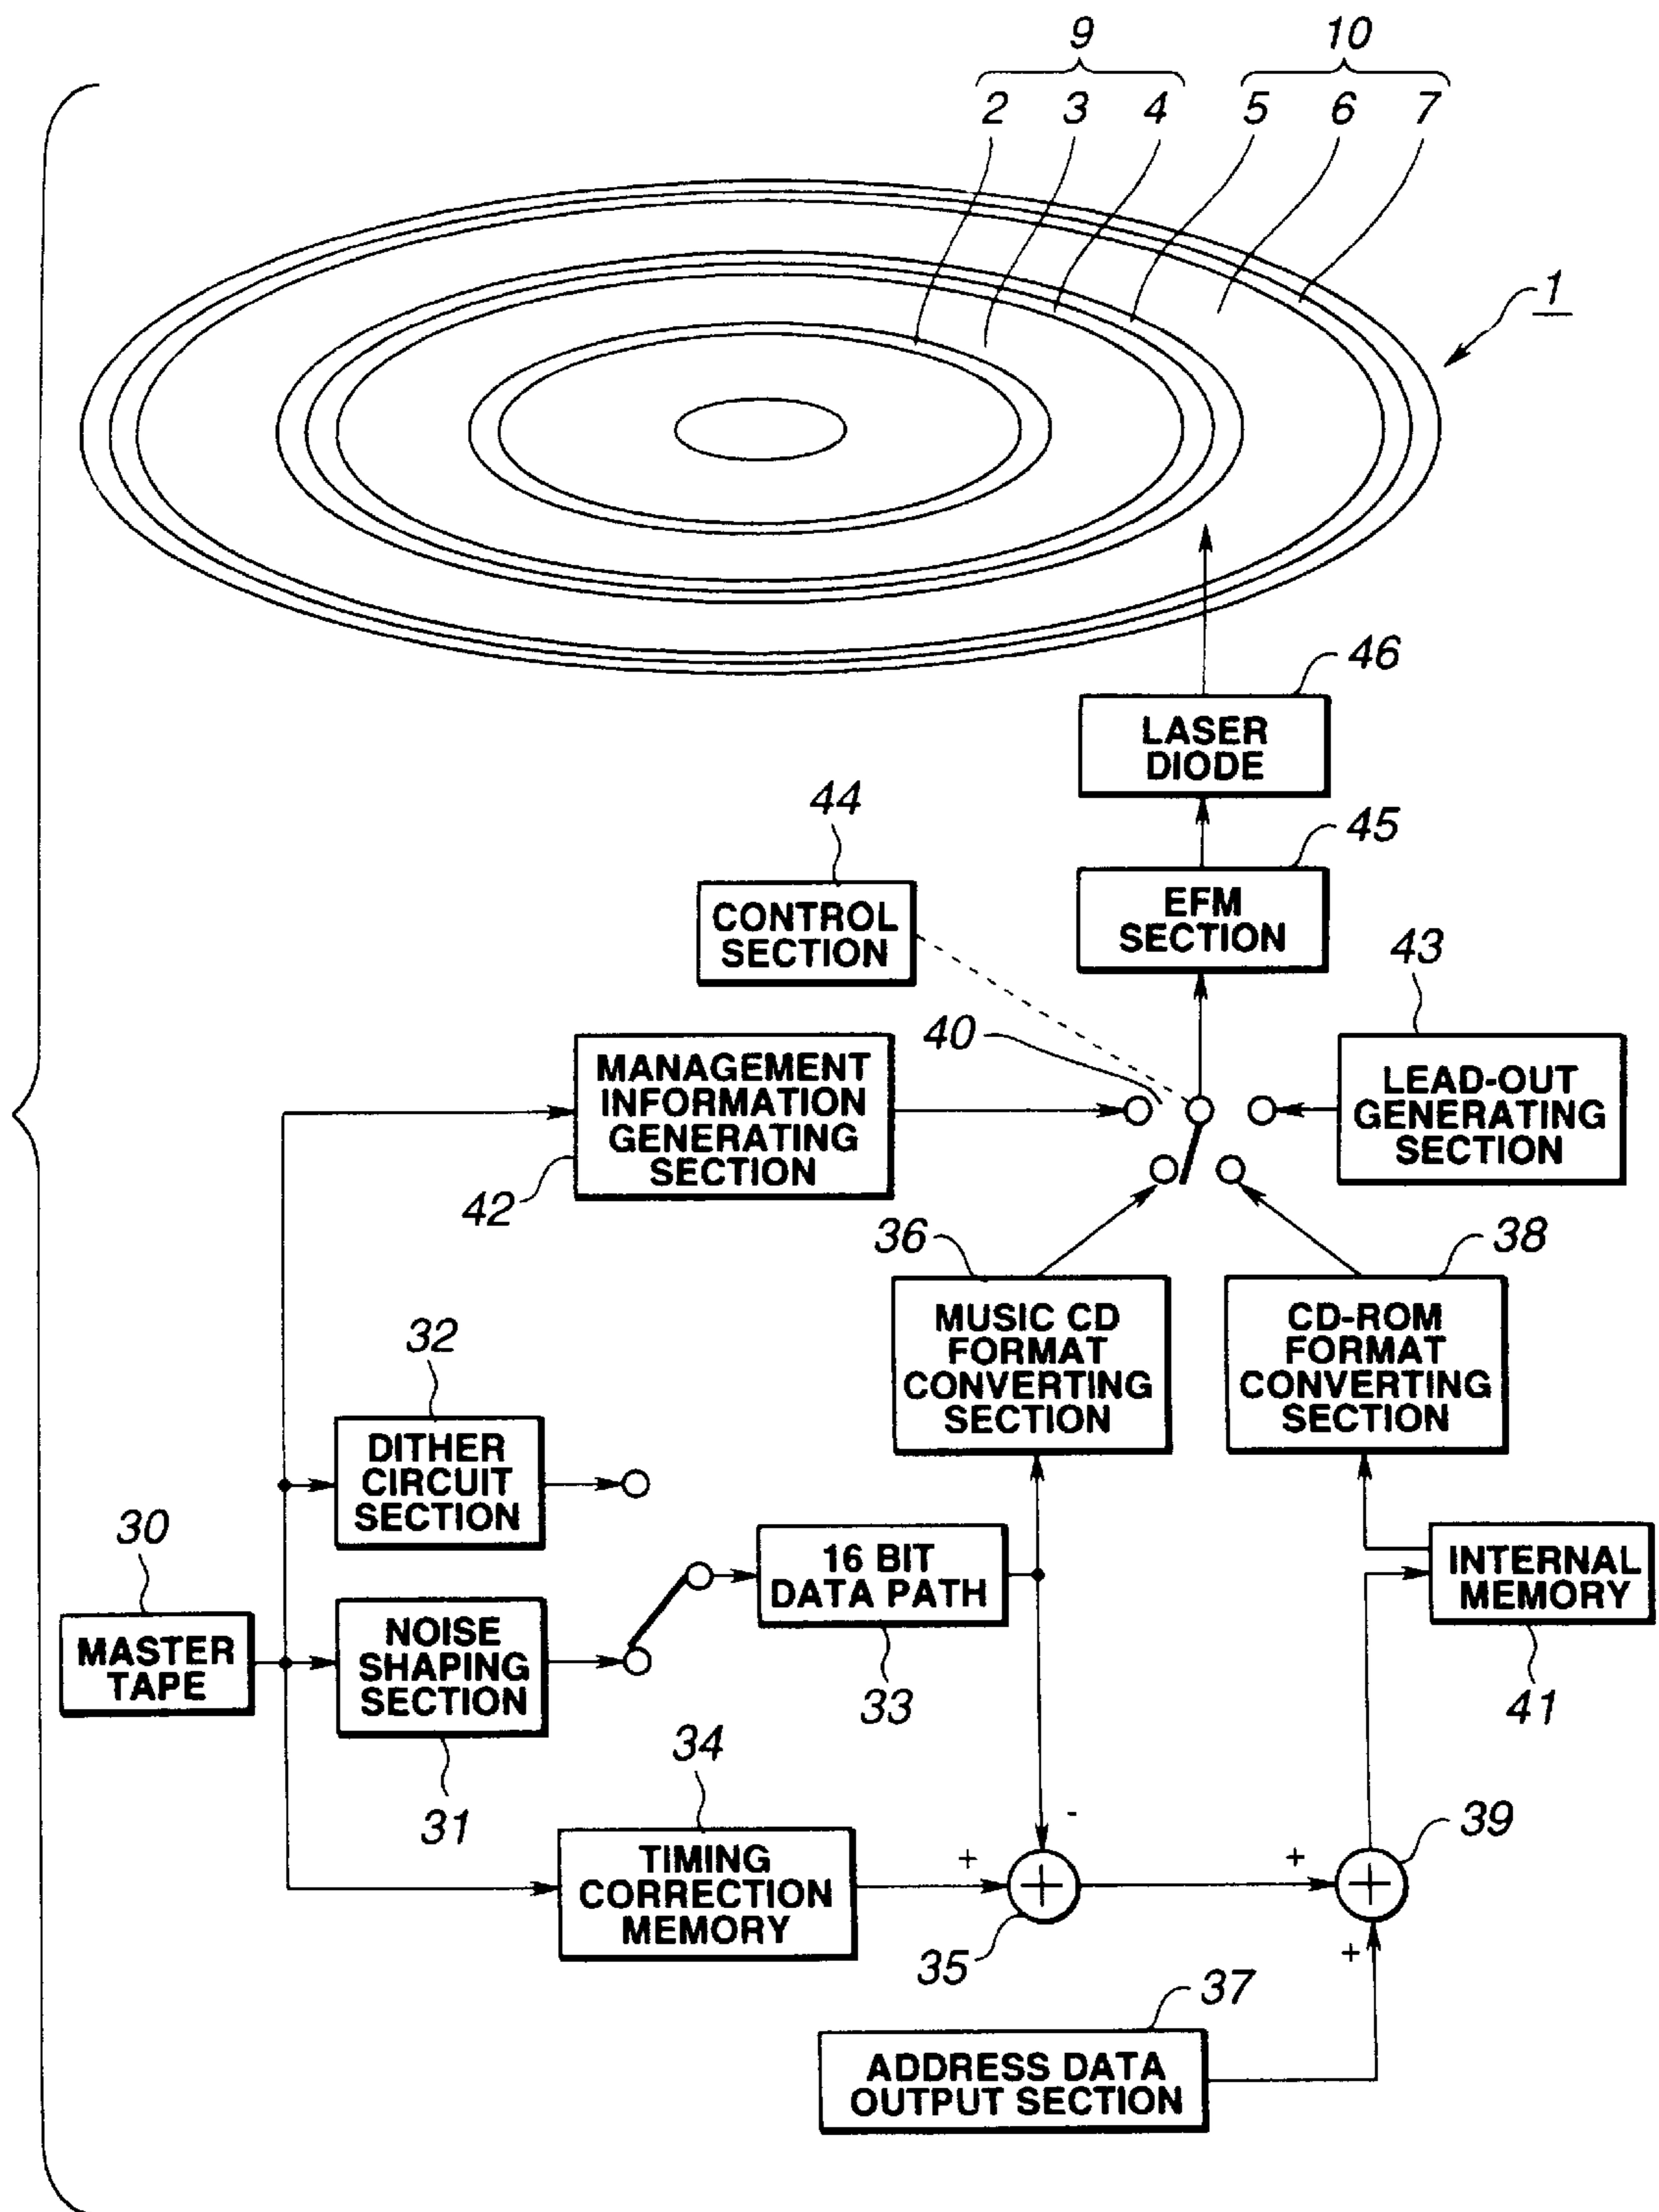 9 10
2 3 4 5 6 7
1
46
LASER
DIODE
44
45
CONTROL
SECTION
EFM
SECTION
43
40
MANAGEMENT
INFORMATION
GENERATING
SECTION
LEAD-OUT
GENERATING
SECTION
42
36
38
MUSIC CD
FORMAT
CONVERTING
SECTION
CD-ROM
FORMAT
CONVERTING
SECTION
32
DITHER
CIRCUIT
SECTION
30
16 BIT
DATA PATH
INTERNAL
MEMORY
MASTER
TAPE
NOISE
SHAPING
SECTION
33
41
31
34
-
39
TIMING
CORRECTION
MEMORY
+
+
+
+
35
+
37
ADDRESS DATA
OUTPUT SECTION